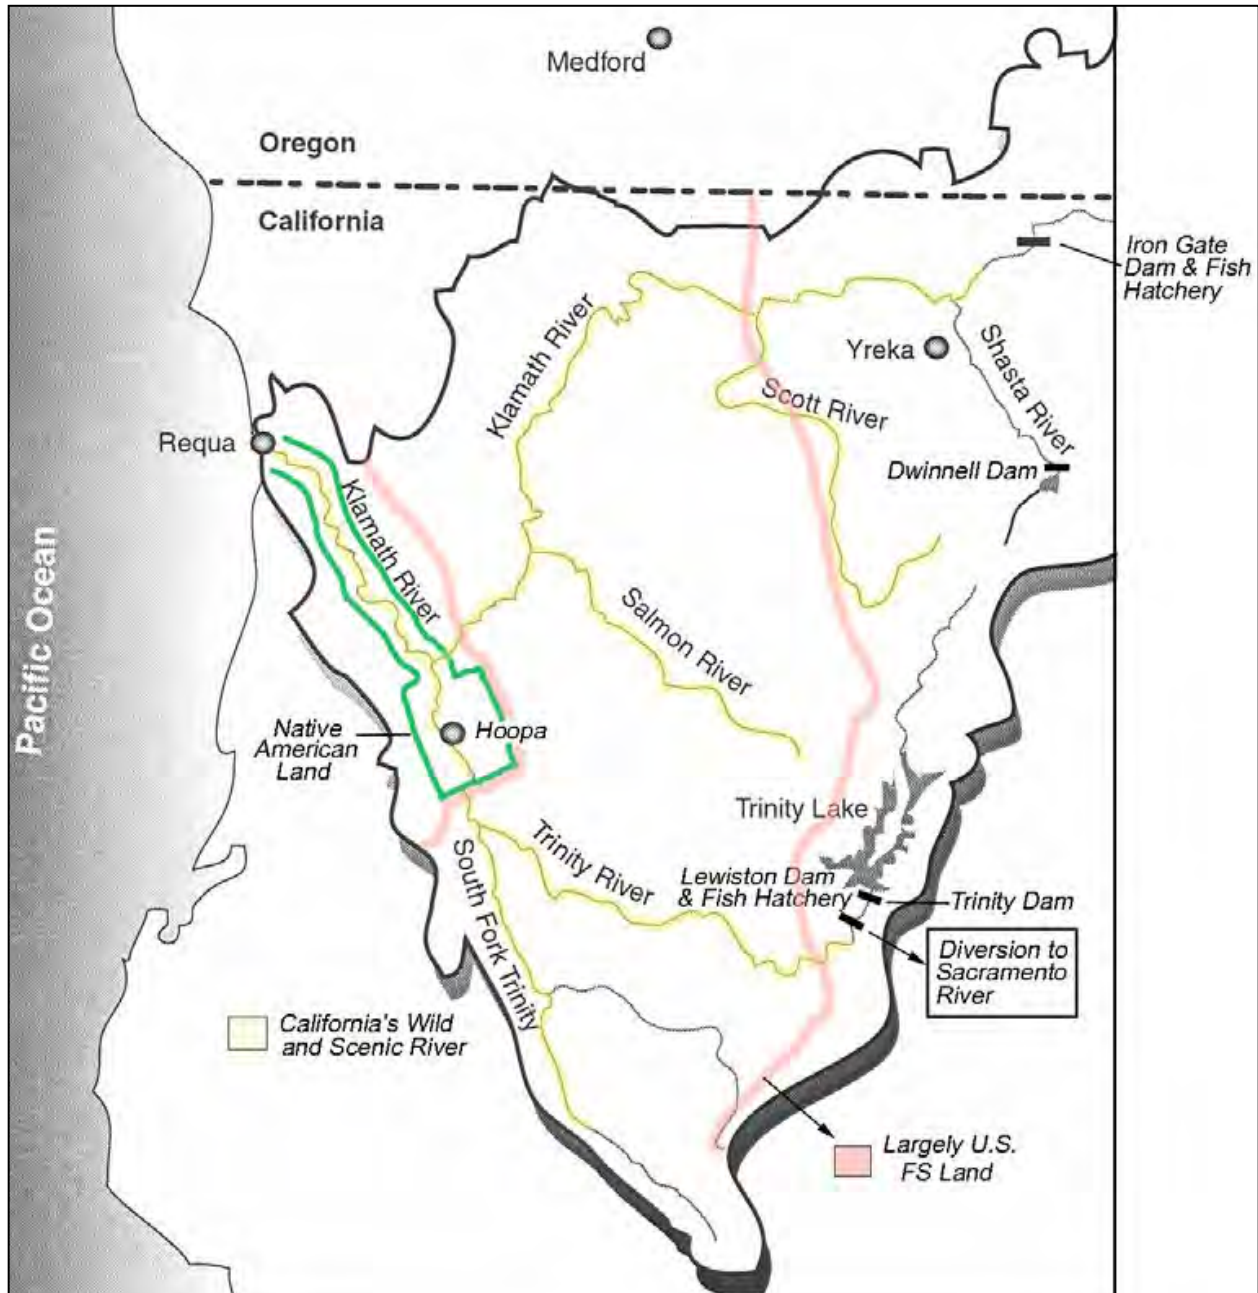 Medford
Oregon
California
Iron Gate
Dam & Fish
Hatchery
Klamath River
Yreka
Shasta River
Scott River
Requa
Dwinnell Dam
Klamath River
Pacific Ocean
Salmon River
Native
American
Land
Hoopa
Trinity Lake
Trinity River
South Fork Trinity
Lewiston Dam
& Fish Hatchery
Trinity Dam
Diversion to
Sacramento
River
California's Wild
and Scenic River
Largely U.S.
FS Land